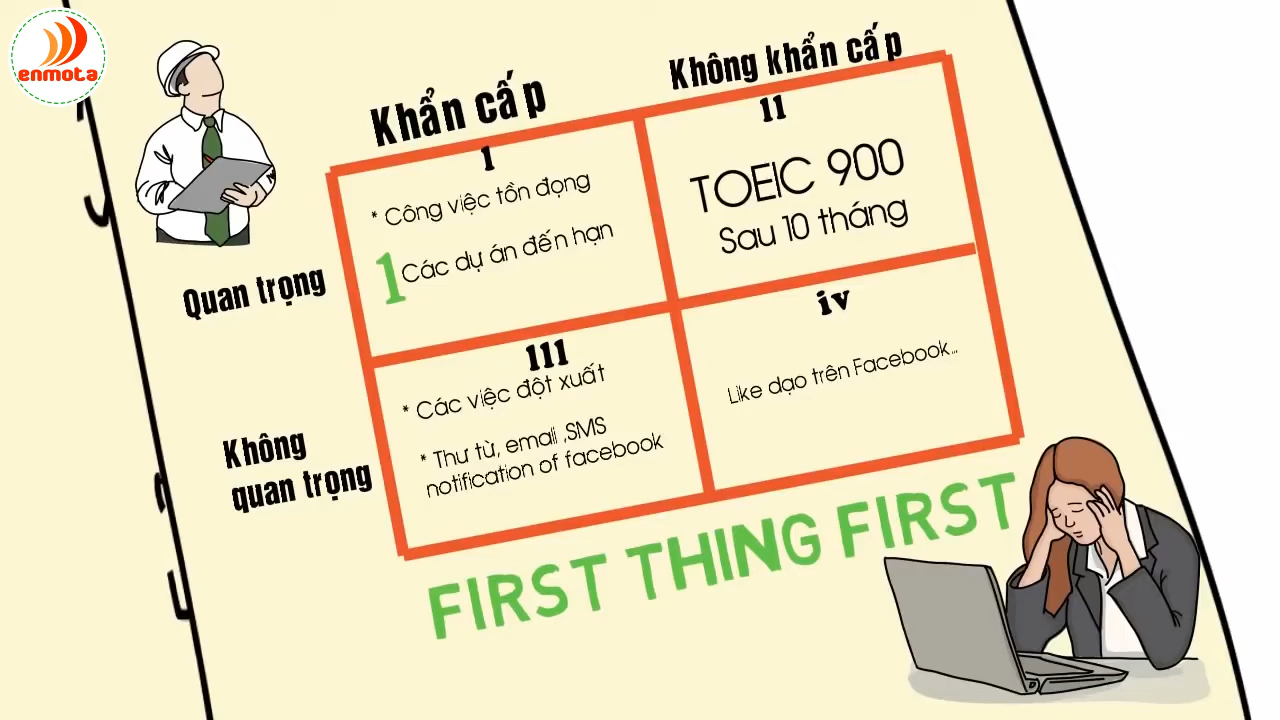 enmota
Khẩn cấp
Không khẩn cấp
1
* Công việc tồn đọng
1 Các dự án đến hạn
11
TOEIC 900
Sau 10 tháng
Quan trọng
111
* Các việc đột xuất
* Thư từ, emali ,SMS
notification of facebook
iv
Like dạo trên Facebook...
Không
quan trọng
FIRST THING FIRST